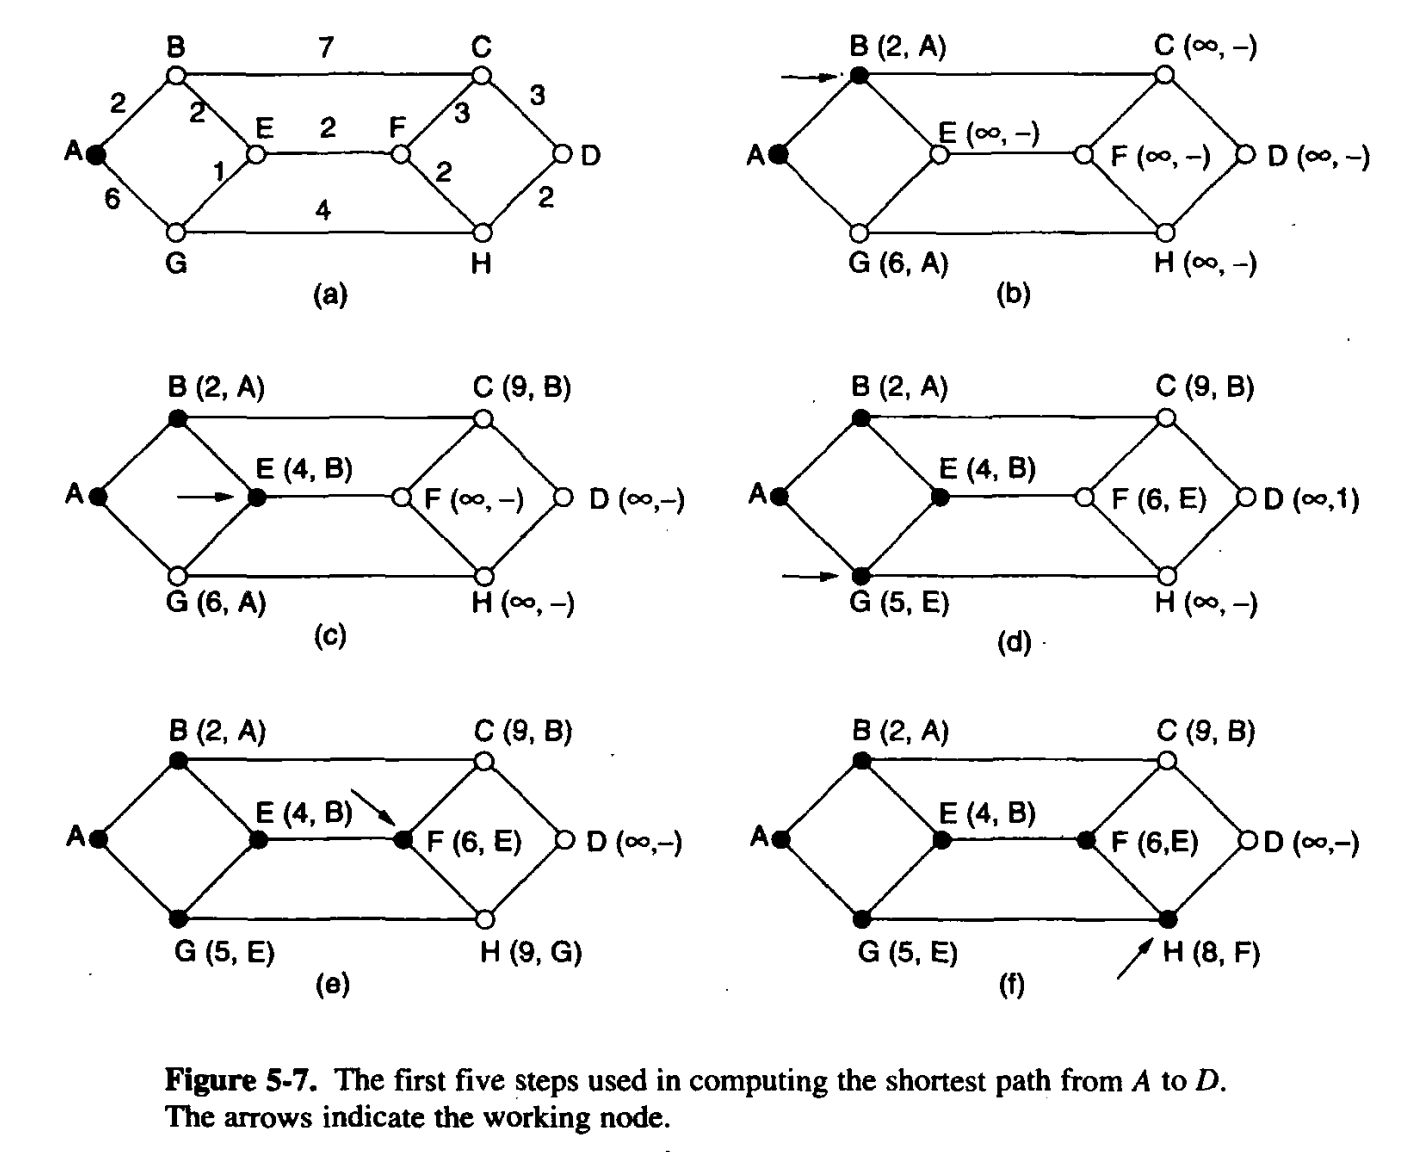 B 7 C
2 2 3 3
A E 2 F D
6 1 2 2
4
G H
(a)
B (2, A) C (∞, –)
E (∞, –)
A F (∞, –) D (∞, –)
G (6, A) H (∞, –)
(b)
B (2, A) C (9, B)
E (4, B)
A F (∞, –) D (∞,–)
G (6, A) H (∞, –)
(c)
B (2, A) C (9, B)
E (4, B)
A F (6, E) D (∞,1)
G (5, E) H (∞, –)
(d)
B (2, A) C (9, B)
E (4, B)
A F (6, E) D (∞,–)
G (5, E) H (9, G)
(e)
B (2, A) C (9, B)
E (4, B)
A F (6,E) D (∞,–)
G (5, E) H (8, F)
(f)
Figure 5-7. The first five steps used in computing the shortest path from A to D.
The arrows indicate the working node.